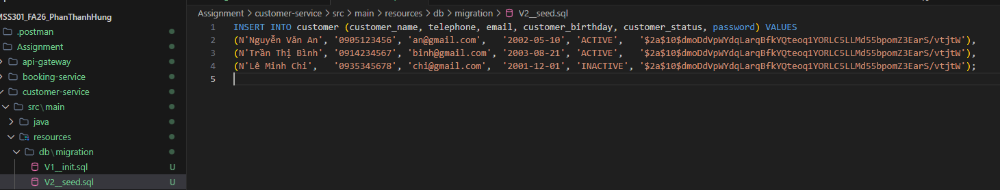 MSS301_FA26_PhanThanhHung
.postman
Assignment
api-gateway
booking-service
customer-service
src\main
java
resources
db\migration
V1__init.sql U
V2__seed.sql U
Assignment > customer-service > src > main > resources > db > migration > V2__seed.sql
1 INSERT INTO customer (customer_name, telephone, email, customer_birthday, customer_status, password) VALUES
2 (N'Nguyễn Văn An', '0905123456', 'an@gmail.com', '2002-05-10', 'ACTIVE', '$2a$10$dmoDdVpWYdqLarqBfkYQteoq1YORLC5LLMd55bpomZ3EarS/vtjtW'),
3 (N'Trần Thị Bình', '0914234567', 'binh@gmail.com', '2003-08-21', 'ACTIVE', '$2a$10$dmoDdVpWYdqLarqBfkYQteoq1YORLC5LLMd55bpomZ3EarS/vtjtW'),
4 (N'Lê Minh Chi', '0935345678', 'chi@gmail.com', '2001-12-01', 'INACTIVE', '$2a$10$dmoDdVpWYdqLarqBfkYQteoq1YORLC5LLMd55bpomZ3EarS/vtjtW');
5